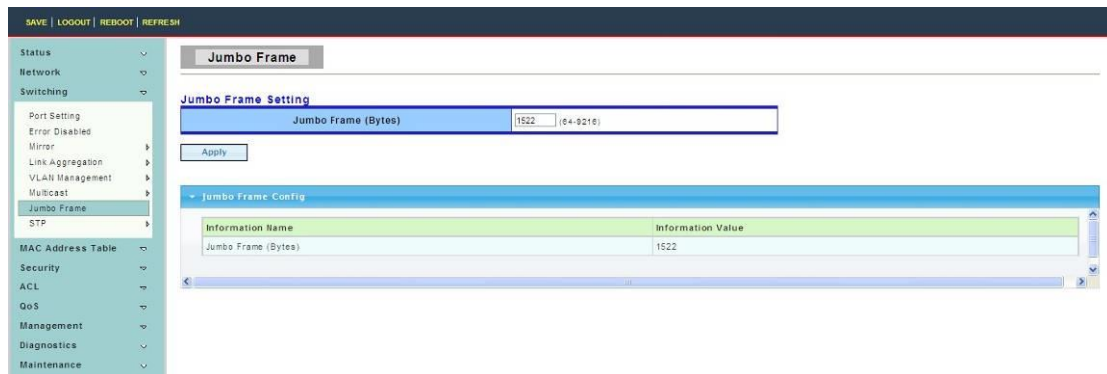 SAVE | LOGOUT | REBOOT | REFRESH
Status
Network
Switching
Port Setting
Error Disabled
Mirror
Link Aggregation
VLAN Management
Multicast
Jumbo Frame
STP
MAC Address Table
Security
ACL
QoS
Management
Diagnostics
Maintenance
Jumbo Frame
Jumbo Frame Setting
Jumbo Frame (Bytes) 1522 (64-9216)
Apply
Jumbo Frame Config
Information Name Information Value
Jumbo Frame (Bytes) 1522